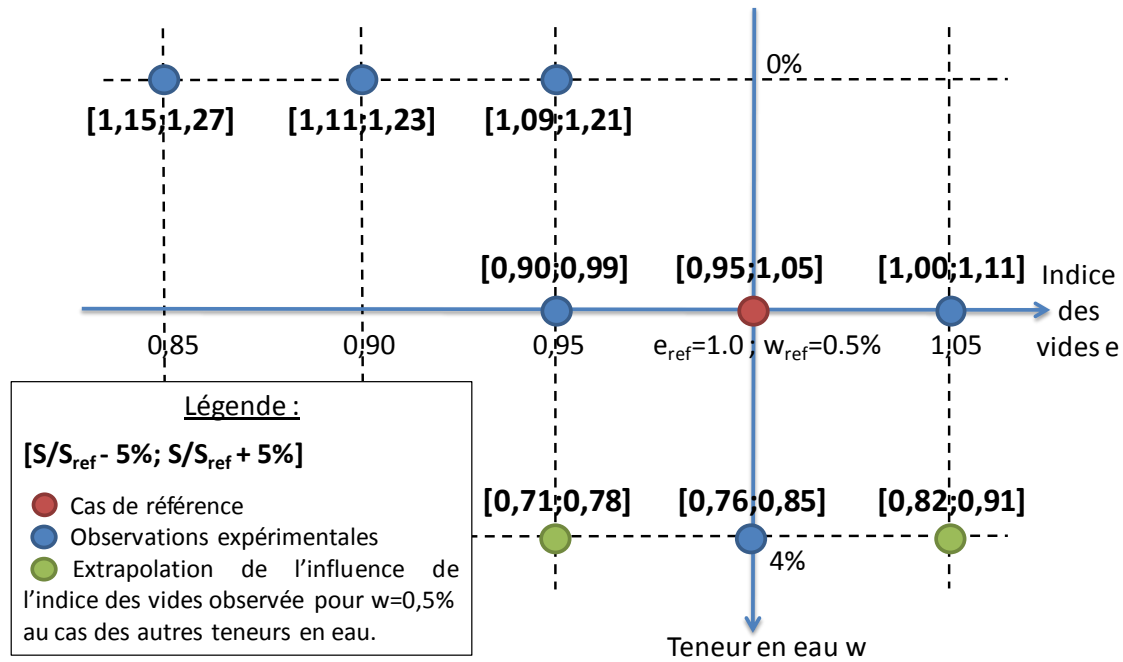 0%
[1,15;1,27] [1,11;1,23] [1,09;1,21]
[0,90;0,99] [0,95;1,05] [1,00;1,11]
Indice
des
vides e
0,85 0,90 0,95 eref=1.0 ; wref=0.5% 1,05
Légende :
[S/Sref - 5%; S/Sref + 5%]
Cas de référence
Observations expérimentales
Extrapolation de l’influence de
l’indice des vides observée pour w=0,5%
au cas des autres teneurs en eau.
[0,71;0,78] [0,76;0,85] [0,82;0,91]
4%
Teneur en eau w